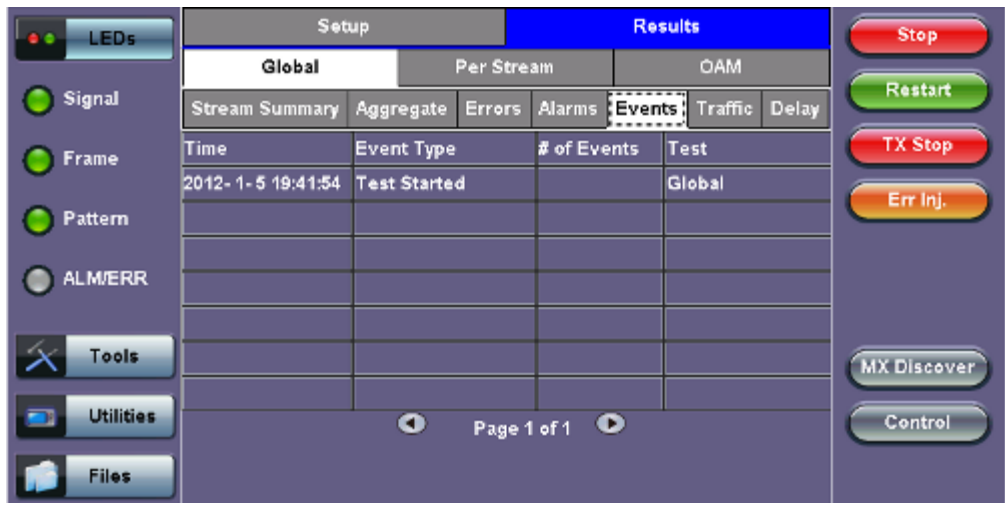 LEDs
Signal
Frame
Pattern
ALM/ERR
Tools
Utilities
Files
Setup Results
Global Per Stream OAM
Stream Summary Aggregate Errors Alarms Events Traffic Delay
Time Event Type # of Events Test
2012- 1- 5 19:41:54 Test Started Global
Page 1 of 1
Stop
Restart
TX Stop
Err Inj.
MX Discover
Control